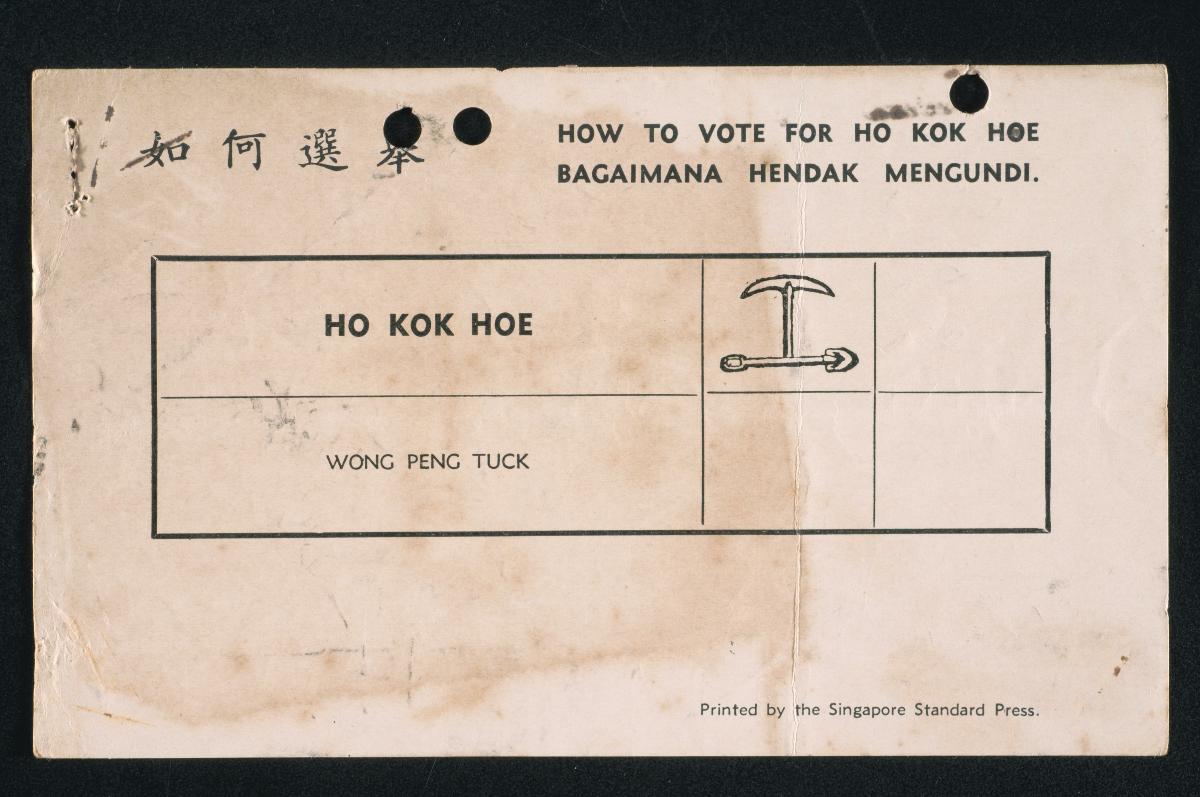 如何選舉
HOW TO VOTE FOR HO KOK HOE
BAGAIMANA HENDAK MENGUNDI.
HO KOK HOE
WONG PENG TUCK
Printed by the Singapore Standard Press.